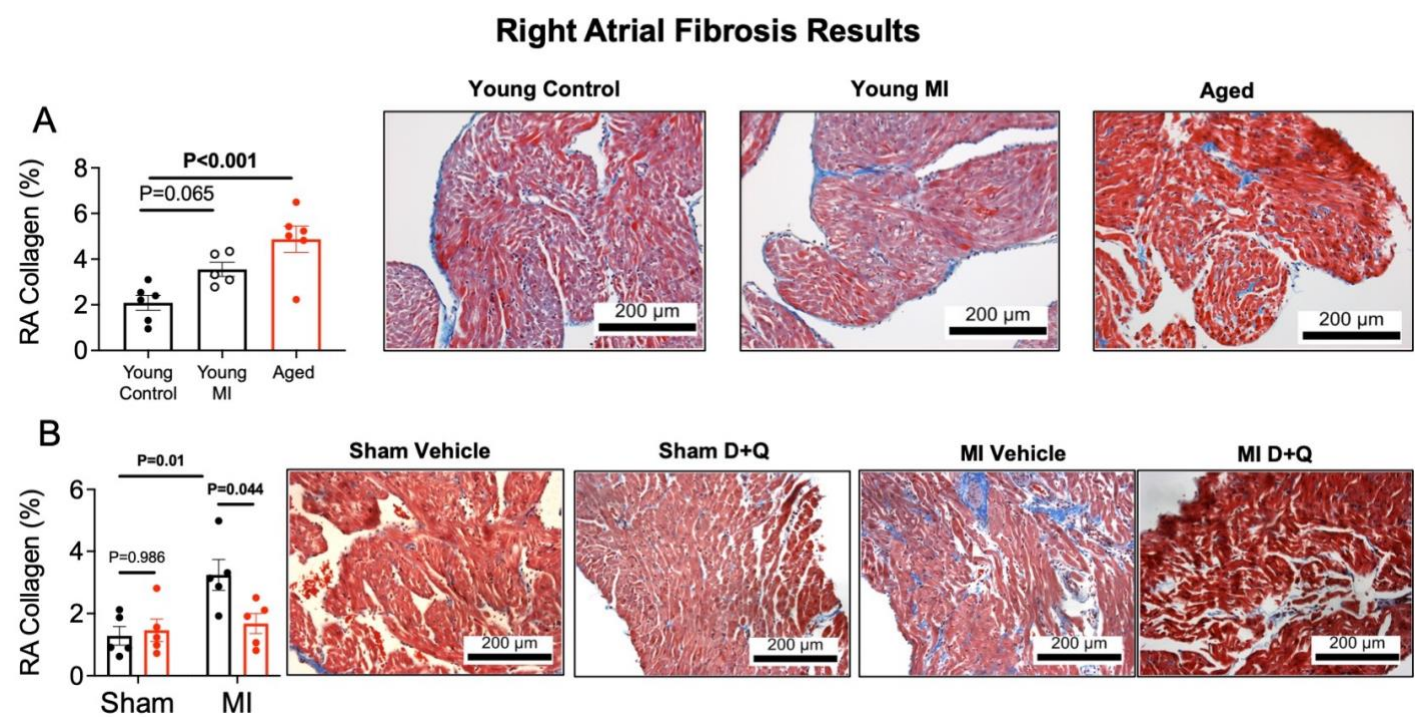 Right Atrial Fibrosis Results
A
Young Control
Young MI
Aged
RA Collagen (%)
8
6
4
2
0
P<0.001
P=0.065
Young
Control
Young
MI
Aged
200 µm
200 µm
200 µm
B
Sham Vehicle
Sham D+Q
MI Vehicle
MI D+Q
RA Collagen (%)
6
4
2
0
P=0.01
P=0.044
P=0.986
Sham
MI
200 µm
200 µm
200 µm
200 µm